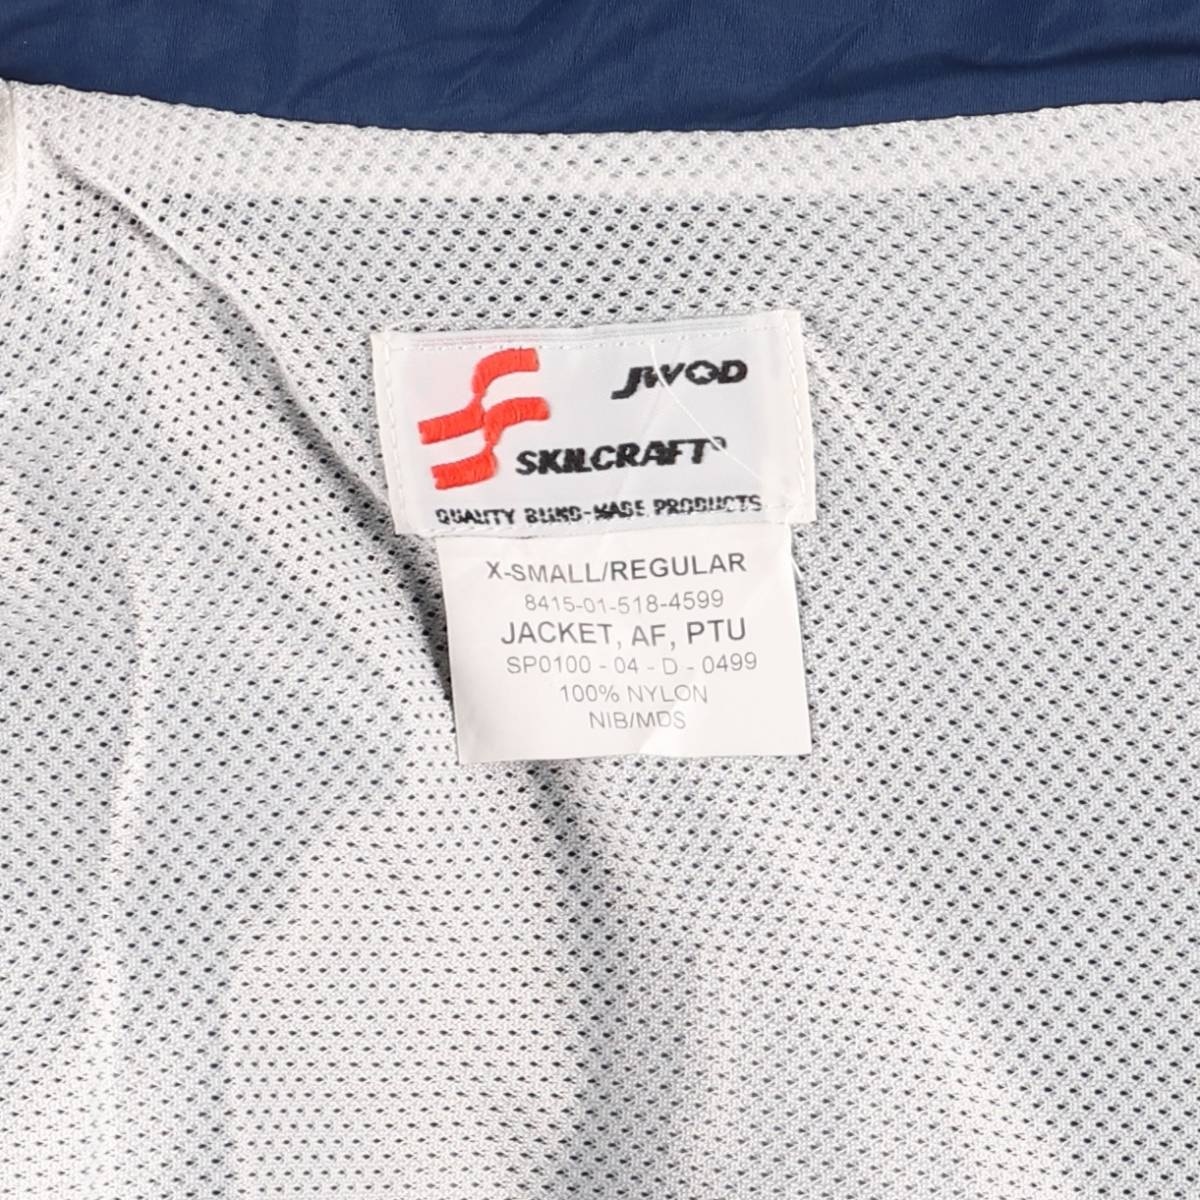 JWOD
SKILCRAFT®
QUALITY BLIND-MADE PRODUCTS
X-SMALL/REGULAR
8415-01-518-4599
JACKET, AF, PTU
SP0100 - 04 - D - 0499
100% NYLON
NIB/MDS